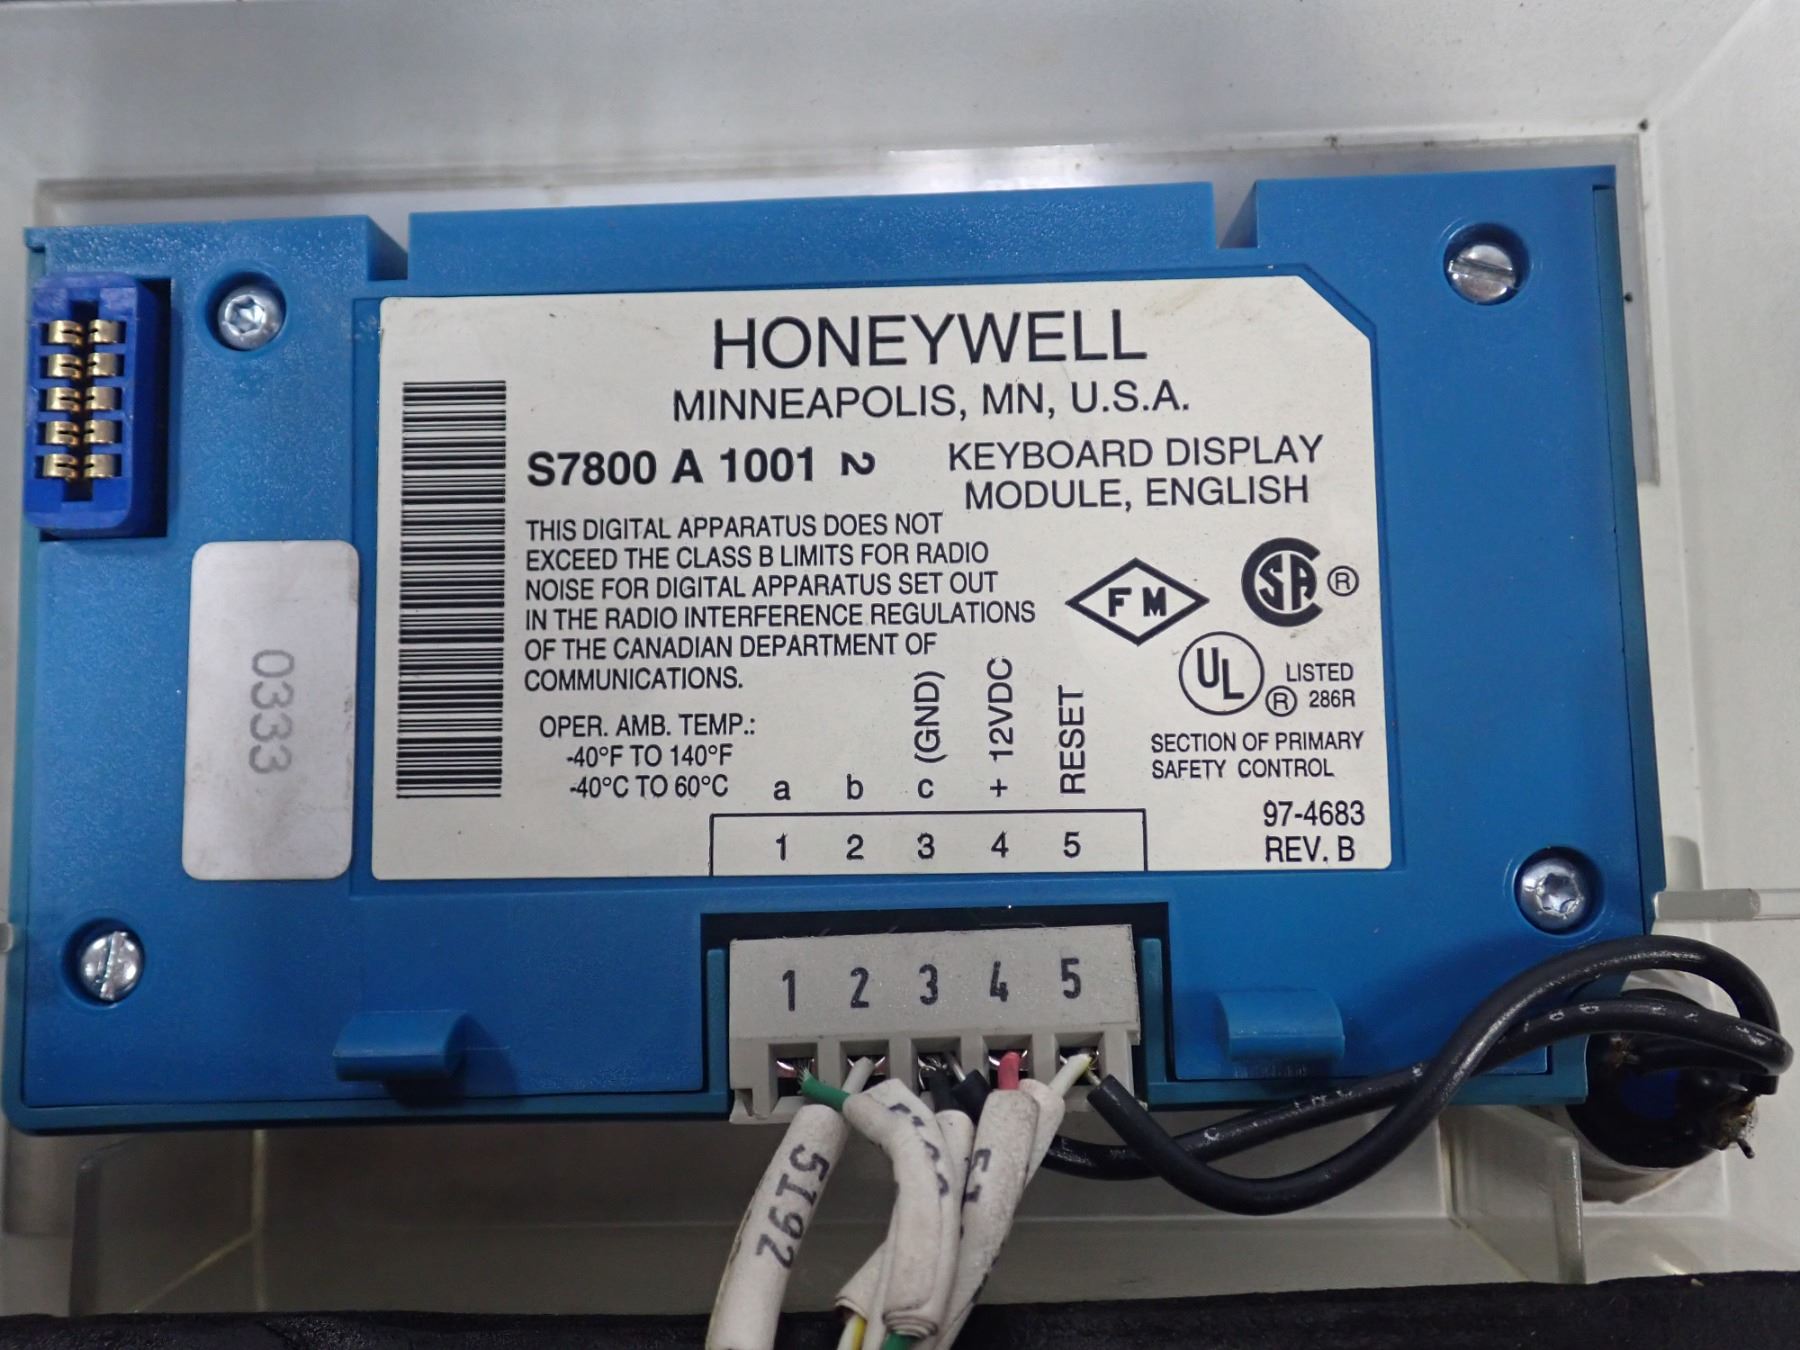 HONEYWELL
MINNEAPOLIS, MN, U.S.A.
S7800 A 1001 2
KEYBOARD DISPLAY
MODULE, ENGLISH
THIS DIGITAL APPARATUS DOES NOT
EXCEED THE CLASS B LIMITS FOR RADIO
NOISE FOR DIGITAL APPARATUS SET OUT
IN THE RADIO INTERFERENCE REGULATIONS
OF THE CANADIAN DEPARTMENT OF
COMMUNICATIONS.
FM
SA ®
UL ® LISTED
286R
SECTION OF PRIMARY
SAFETY CONTROL
OPER. AMB. TEMP.:
-40°F TO 140°F
-40°C TO 60°C
a b c (GND) + 12VDC RESET
1 2 3 4 5
97-4683
REV. B
0333
1 2 3 4 5
5192